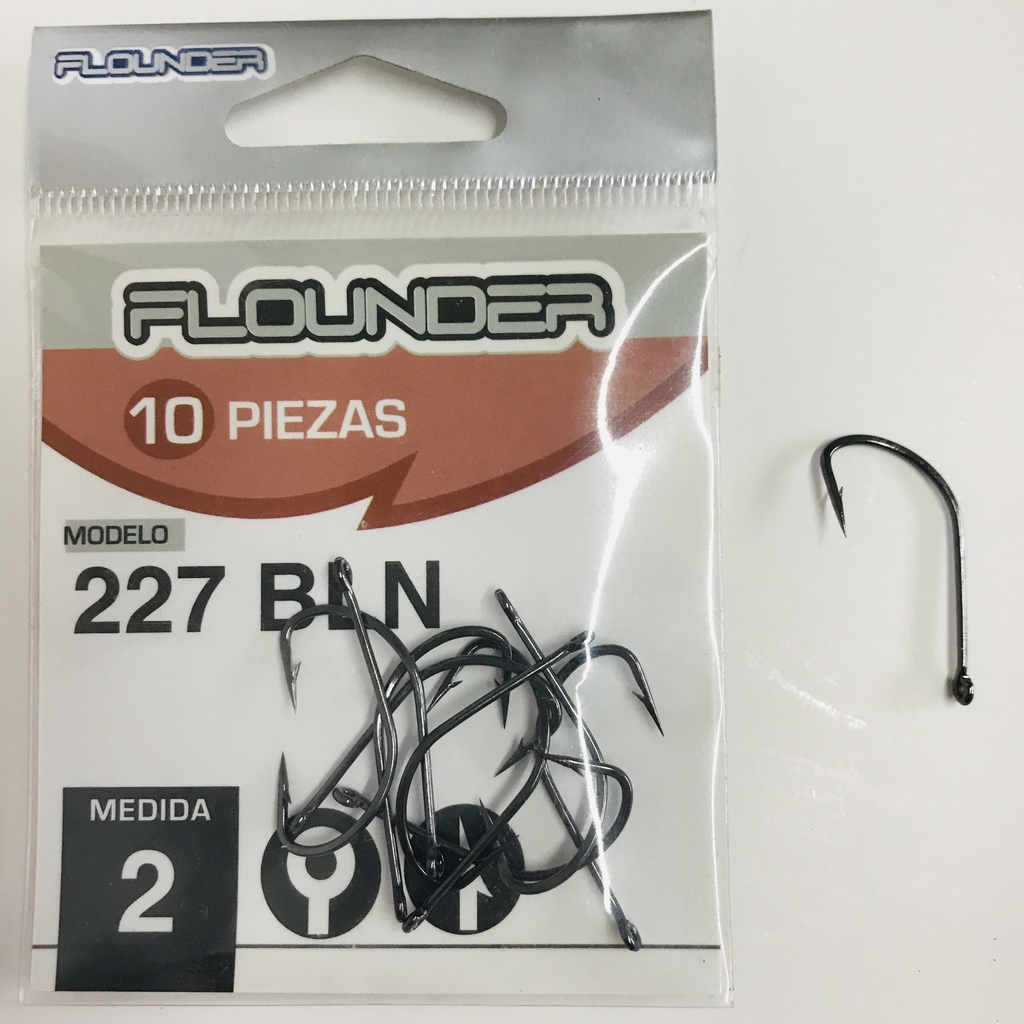 FLOUNDER
FLOUNDER
10 PIEZAS
MODELO
227 BLN
MEDIDA
2